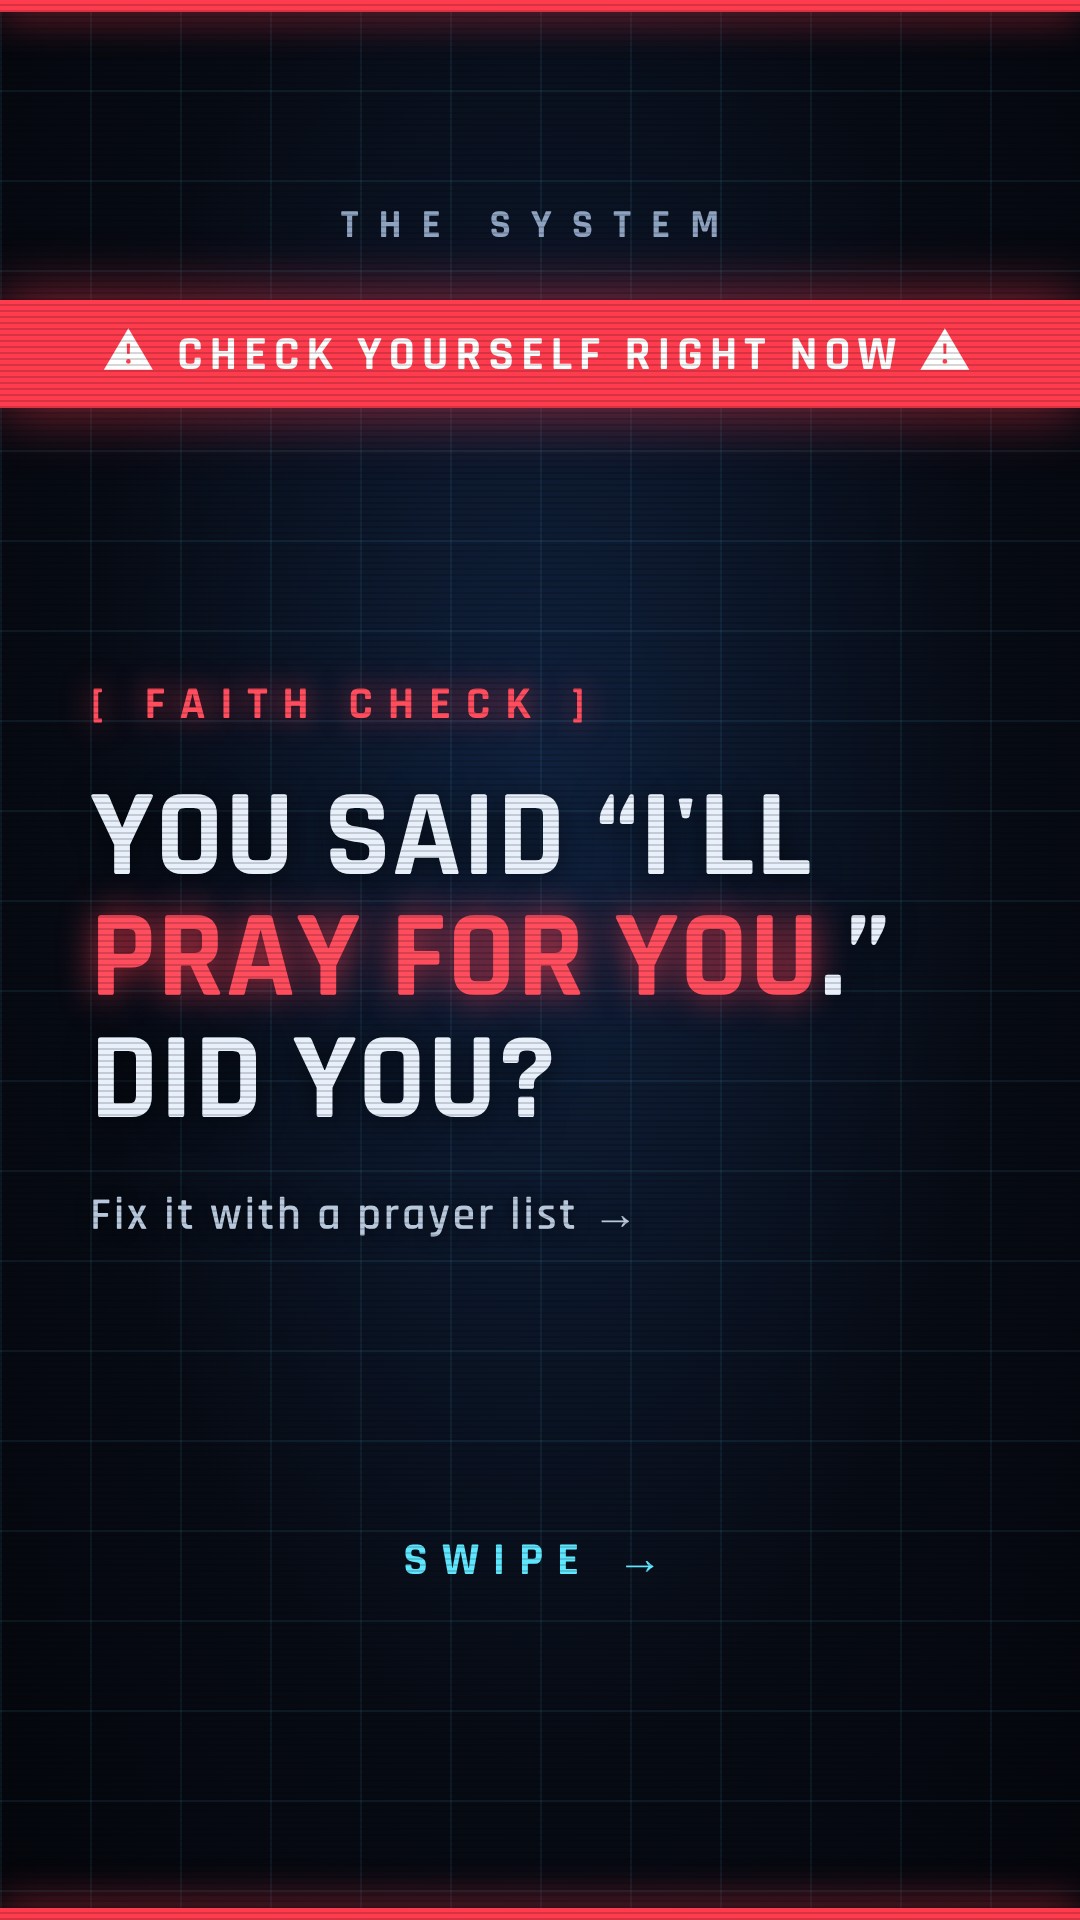 THE SYSTEM
⚠ CHECK YOURSELF RIGHT NOW ⚠
[ FAITH CHECK ]
YOU SAID “I'LL
PRAY FOR YOU.”
DID YOU?
Fix it with a prayer list →
SWIPE →